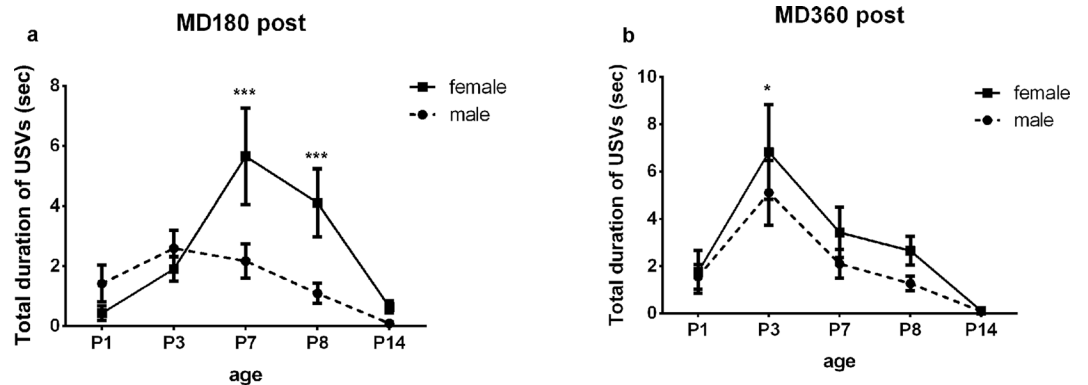 a
MD180 post
Total duration of USVs (sec)
8
6
4
2
0
***
***
female
male
P1 P3 P7 P8 P14
age
b
MD360 post
Total duration of USVs (sec)
10
8
6
4
2
0
*
female
male
P1 P3 P7 P8 P14
age